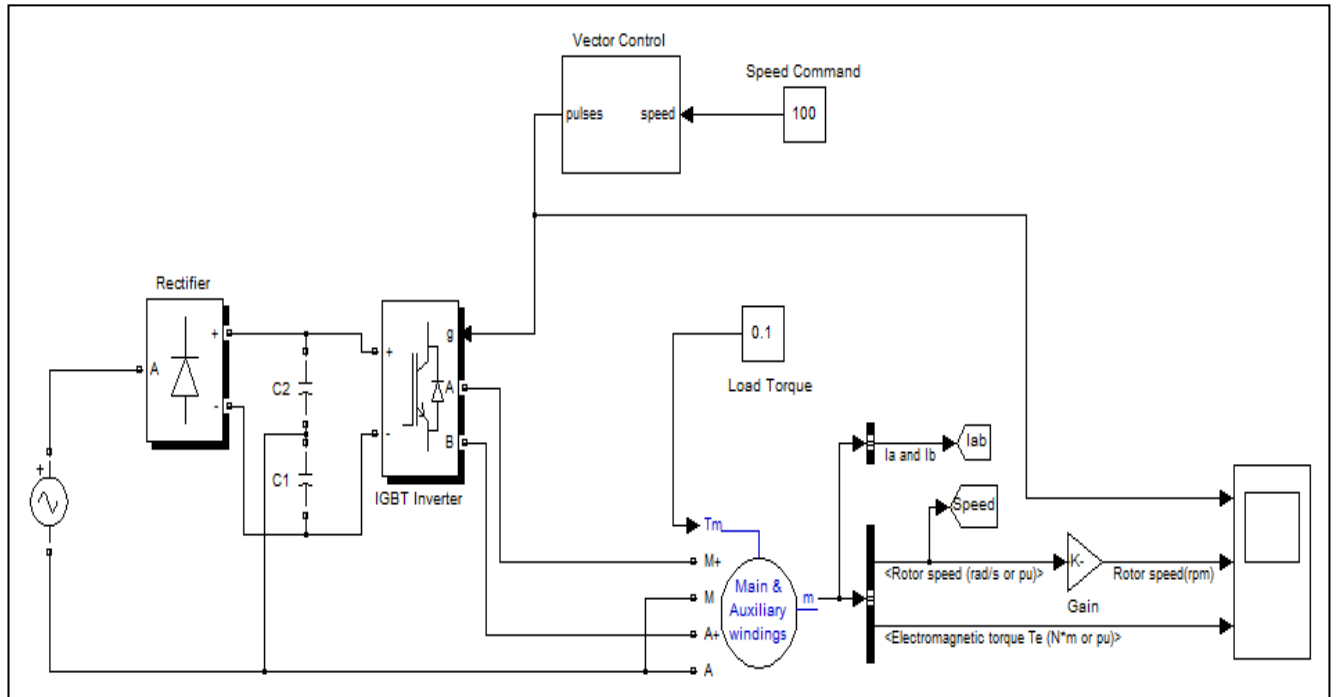 Vector Control
Speed Command
pulses
speed
100
Rectifier
A
+
-
C2
C1
+
-
g
A
B
IGBT Inverter
0.1
Load Torque
+
Tm
M+
M
A+
A
Main &
Auxiliary
windings
m
Ia and Ib
Iab
Speed
<Rotor speed (rad/s or pu)>
K-
Gain
Rotor speed(rpm)
<Electromagnetic torque Te (N*m or pu)>